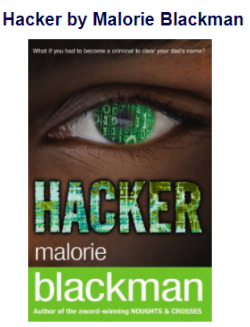 Hacker by Malorie Blackman
What if you had to become a criminal to clear your dad's name?
HACKER
malorie
blackman
Author of the award-winning NOUGHTS & CROSSES